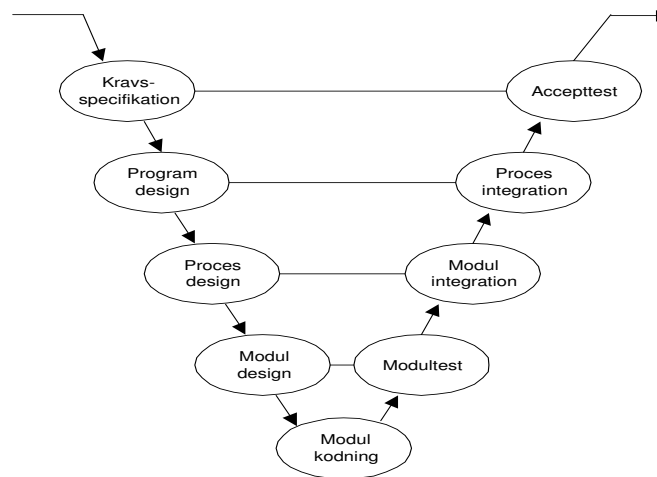 Kravs-
specifikation
Accepttest
Program
design
Proces
integration
Proces
design
Modul
integration
Modul
design
Modultest
Modul
kodning